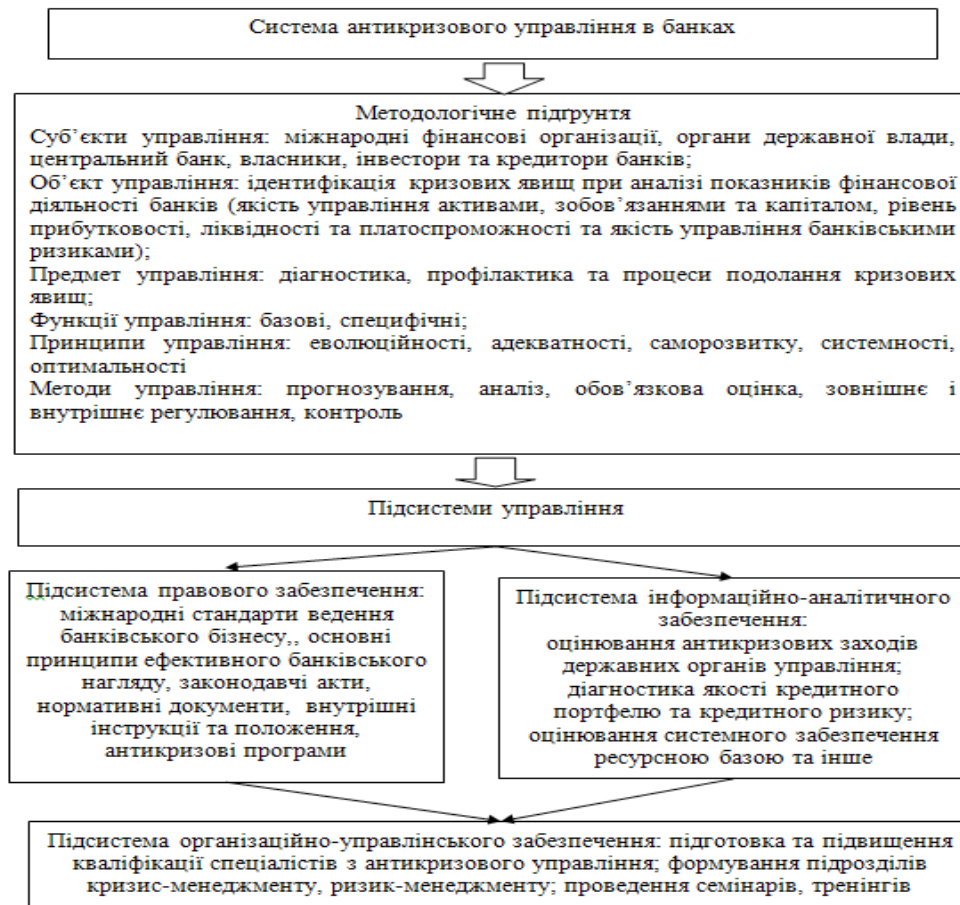 Система антикризового управління в банках
Методологічне підґрунтя
Суб’єкти управління: міжнародні фінансові організації, органи державної влади,
центральний банк, власники, інвестори та кредитори банків;
Об’єкт управління: ідентифікація кризових явищ при аналізі показників фінансової
діяльності банків (якість управління активами, зобов’язаннями та капіталом, рівень
прибутковості, ліквідності та платоспроможності та якість управління банківськими
ризиками);
Предмет управління: діагностика, профілактика та процеси подолання кризових
явищ;
Функції управління: базові, специфічні;
Принципи управління: еволюційності, адекватності, саморозвитку, системності,
оптимальності
Методи управління: прогнозування, аналіз, обов’язкова оцінка, зовнішнє і
внутрішнє регулювання, контроль
Підсистеми управління
Підсистема правового забезпечення:
міжнародні стандарти ведення
банківського бізнесу,, основні
принципи ефективного банківського
нагляду, законодавчі акти,
нормативні документи, внутрішні
інструкції та положення,
антикризові програми
Підсистема інформаційно-аналітичного
забезпечення:
оцінювання антикризових заходів
державних органів управління;
діагностика якості кредитного
портфелю та кредитного ризику;
оцінювання системного забезпечення
ресурсною базою та інше
Підсистема організаційно-управлінського забезпечення: підготовка та підвищення
кваліфікації спеціалістів з антикризового управління; формування підрозділів
кризис-менеджменту, ризик-менеджменту; проведення семінарів, тренінгів